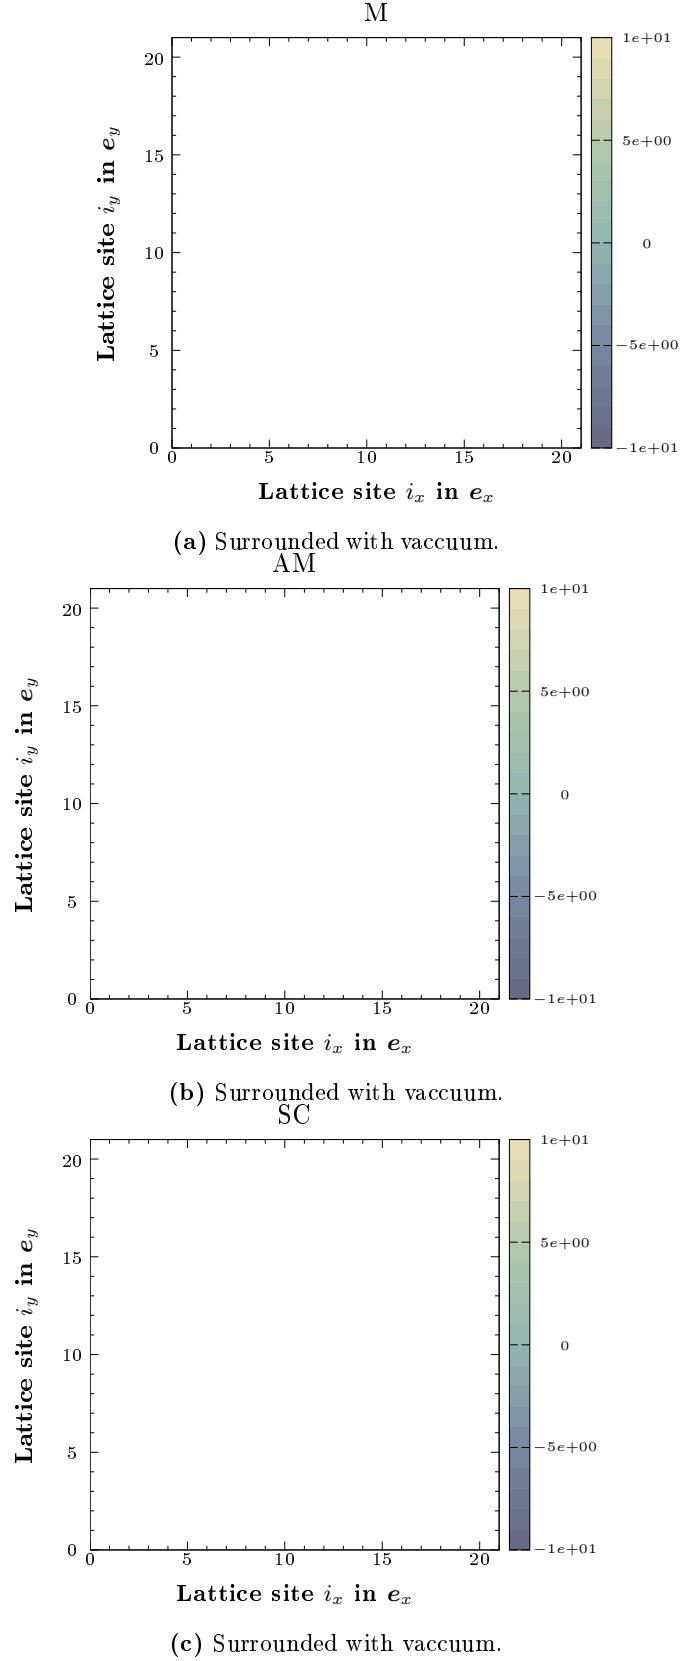 M
20
15
10
5
0
Lattice site i_y in e_y
0 5 10 15 20
Lattice site i_x in e_x
1e+01
5e+00
0
−5e+00
−1e+01
(a) Surrounded with vaccuum.
AM
20
15
10
5
0
Lattice site i_y in e_y
0 5 10 15 20
Lattice site i_x in e_x
1e+01
5e+00
0
−5e+00
−1e+01
(b) Surrounded with vaccuum.
SC
20
15
10
5
0
Lattice site i_y in e_y
0 5 10 15 20
Lattice site i_x in e_x
1e+01
5e+00
0
−5e+00
−1e+01
(c) Surrounded with vaccuum.